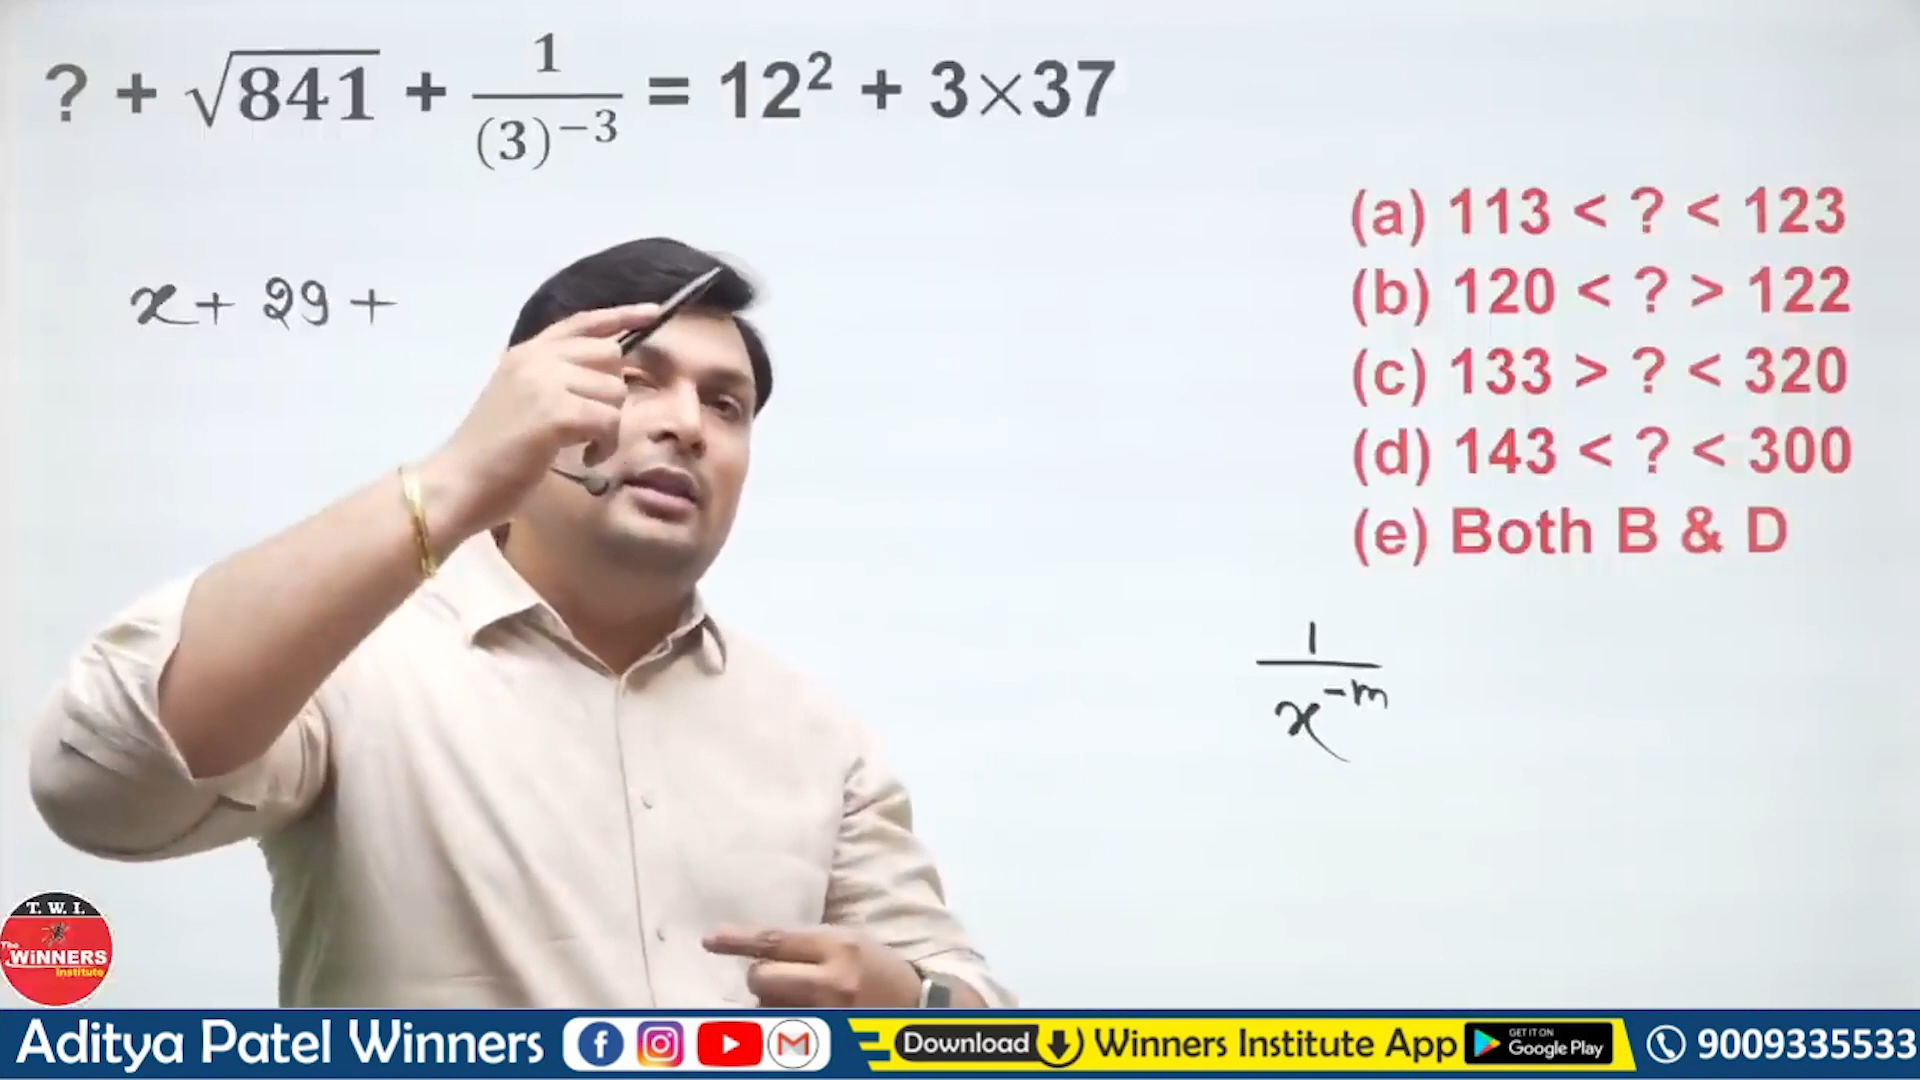 ? + √841 + 1/(3)⁻³ = 12² + 3×37
(a) 113 < ? < 123
(b) 120 < ? > 122
(c) 133 > ? < 320
(d) 143 < ? < 300
(e) Both B & D
x + 29 +
1/x⁻ᵐ
T. W. I.
The
WiNNERS
Institute
Aditya Patel Winners
Download Winners Institute App GET IT ON Google Play 9009335533